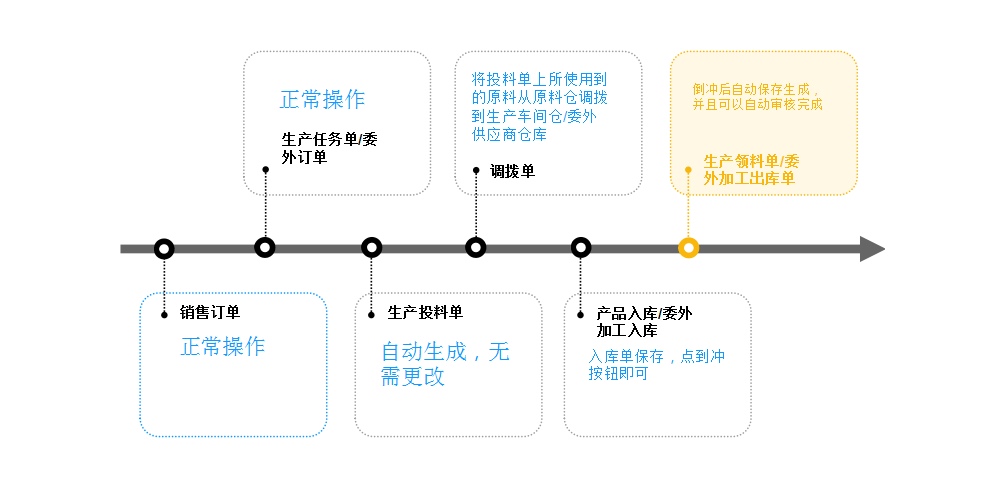 正常操作
生产任务单/委
外订单
将投料单上所使用到
的原料从原料仓调拨
到生产车间仓/委外
供应商仓库
调拨单
倒冲后自动保存生成，
并且可以自动审核完成
生产领料单/委
外加工出库单
销售订单
正常操作
生产投料单
自动生成，无
需更改
产品入库/委外
加工入库
入库单保存，点到冲
按钮即可